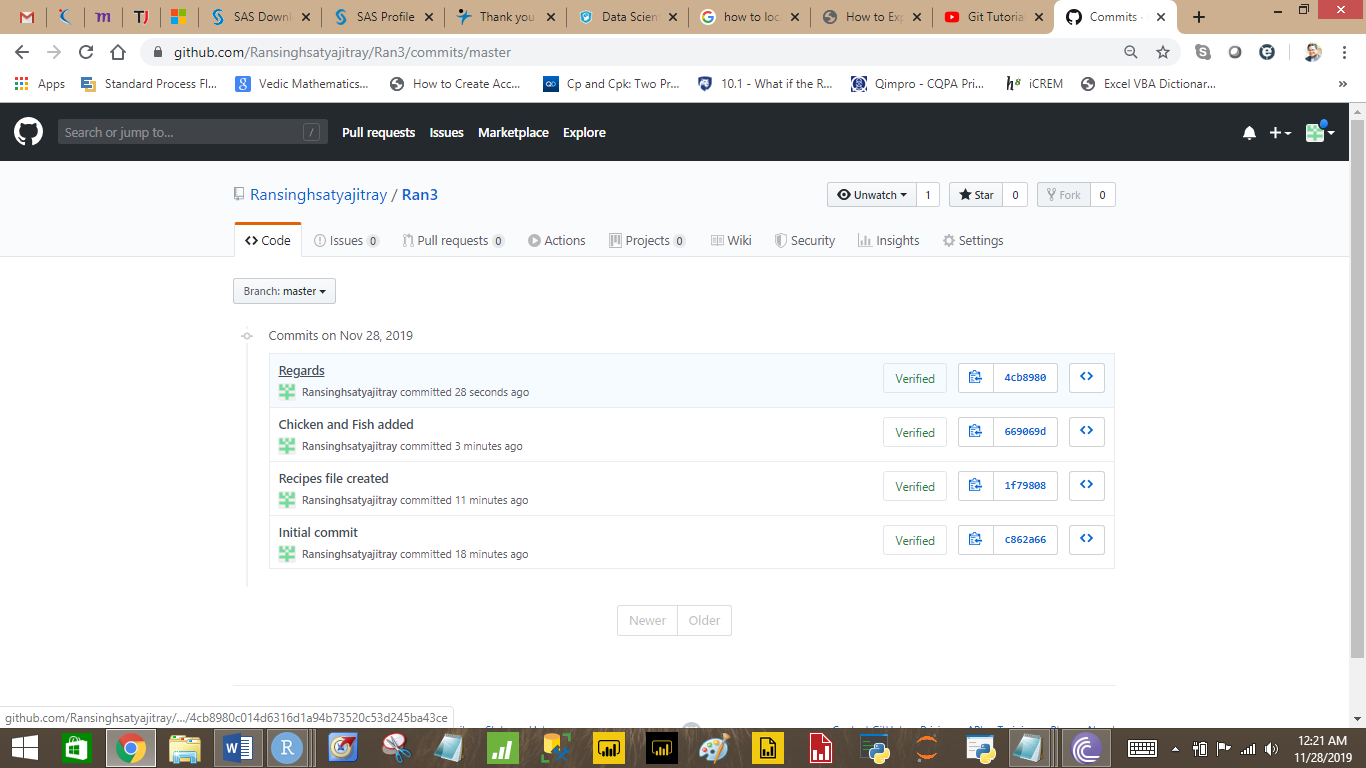 SAS Downl
SAS Profile
Thank you
Data Scien
how to loc
How to Ex
Git Tutoria
Commits ·
github.com/Ransinghsatyajitray/Ran3/commits/master
Apps
Standard Process Fl...
Vedic Mathematics...
How to Create Acc...
Cp and Cpk: Two Pr...
10.1 - What if the R...
Qimpro - CQPA Pri...
iCREM
Excel VBA Dictionar...
»
Search or jump to...
/
Pull requests
Issues
Marketplace
Explore
Ransinghsatyajitray / Ran3
Unwatch 1
Star 0
Fork 0
Code
Issues 0
Pull requests 0
Actions
Projects 0
Wiki
Security
Insights
Settings
Branch: master
Commits on Nov 28, 2019
Regards
Ransinghsatyajitray committed 28 seconds ago
Verified
4cb8980
Chicken and Fish added
Ransinghsatyajitray committed 3 minutes ago
Verified
669069d
Recipes file created
Ransinghsatyajitray committed 11 minutes ago
Verified
1f79808
Initial commit
Ransinghsatyajitray committed 18 minutes ago
Verified
c862a66
Newer
Older
github.com/Ransinghsatyajitray/.../4cb8980c014d6316d1a94b73520c53d245ba43ce
12:21 AM
11/28/2019